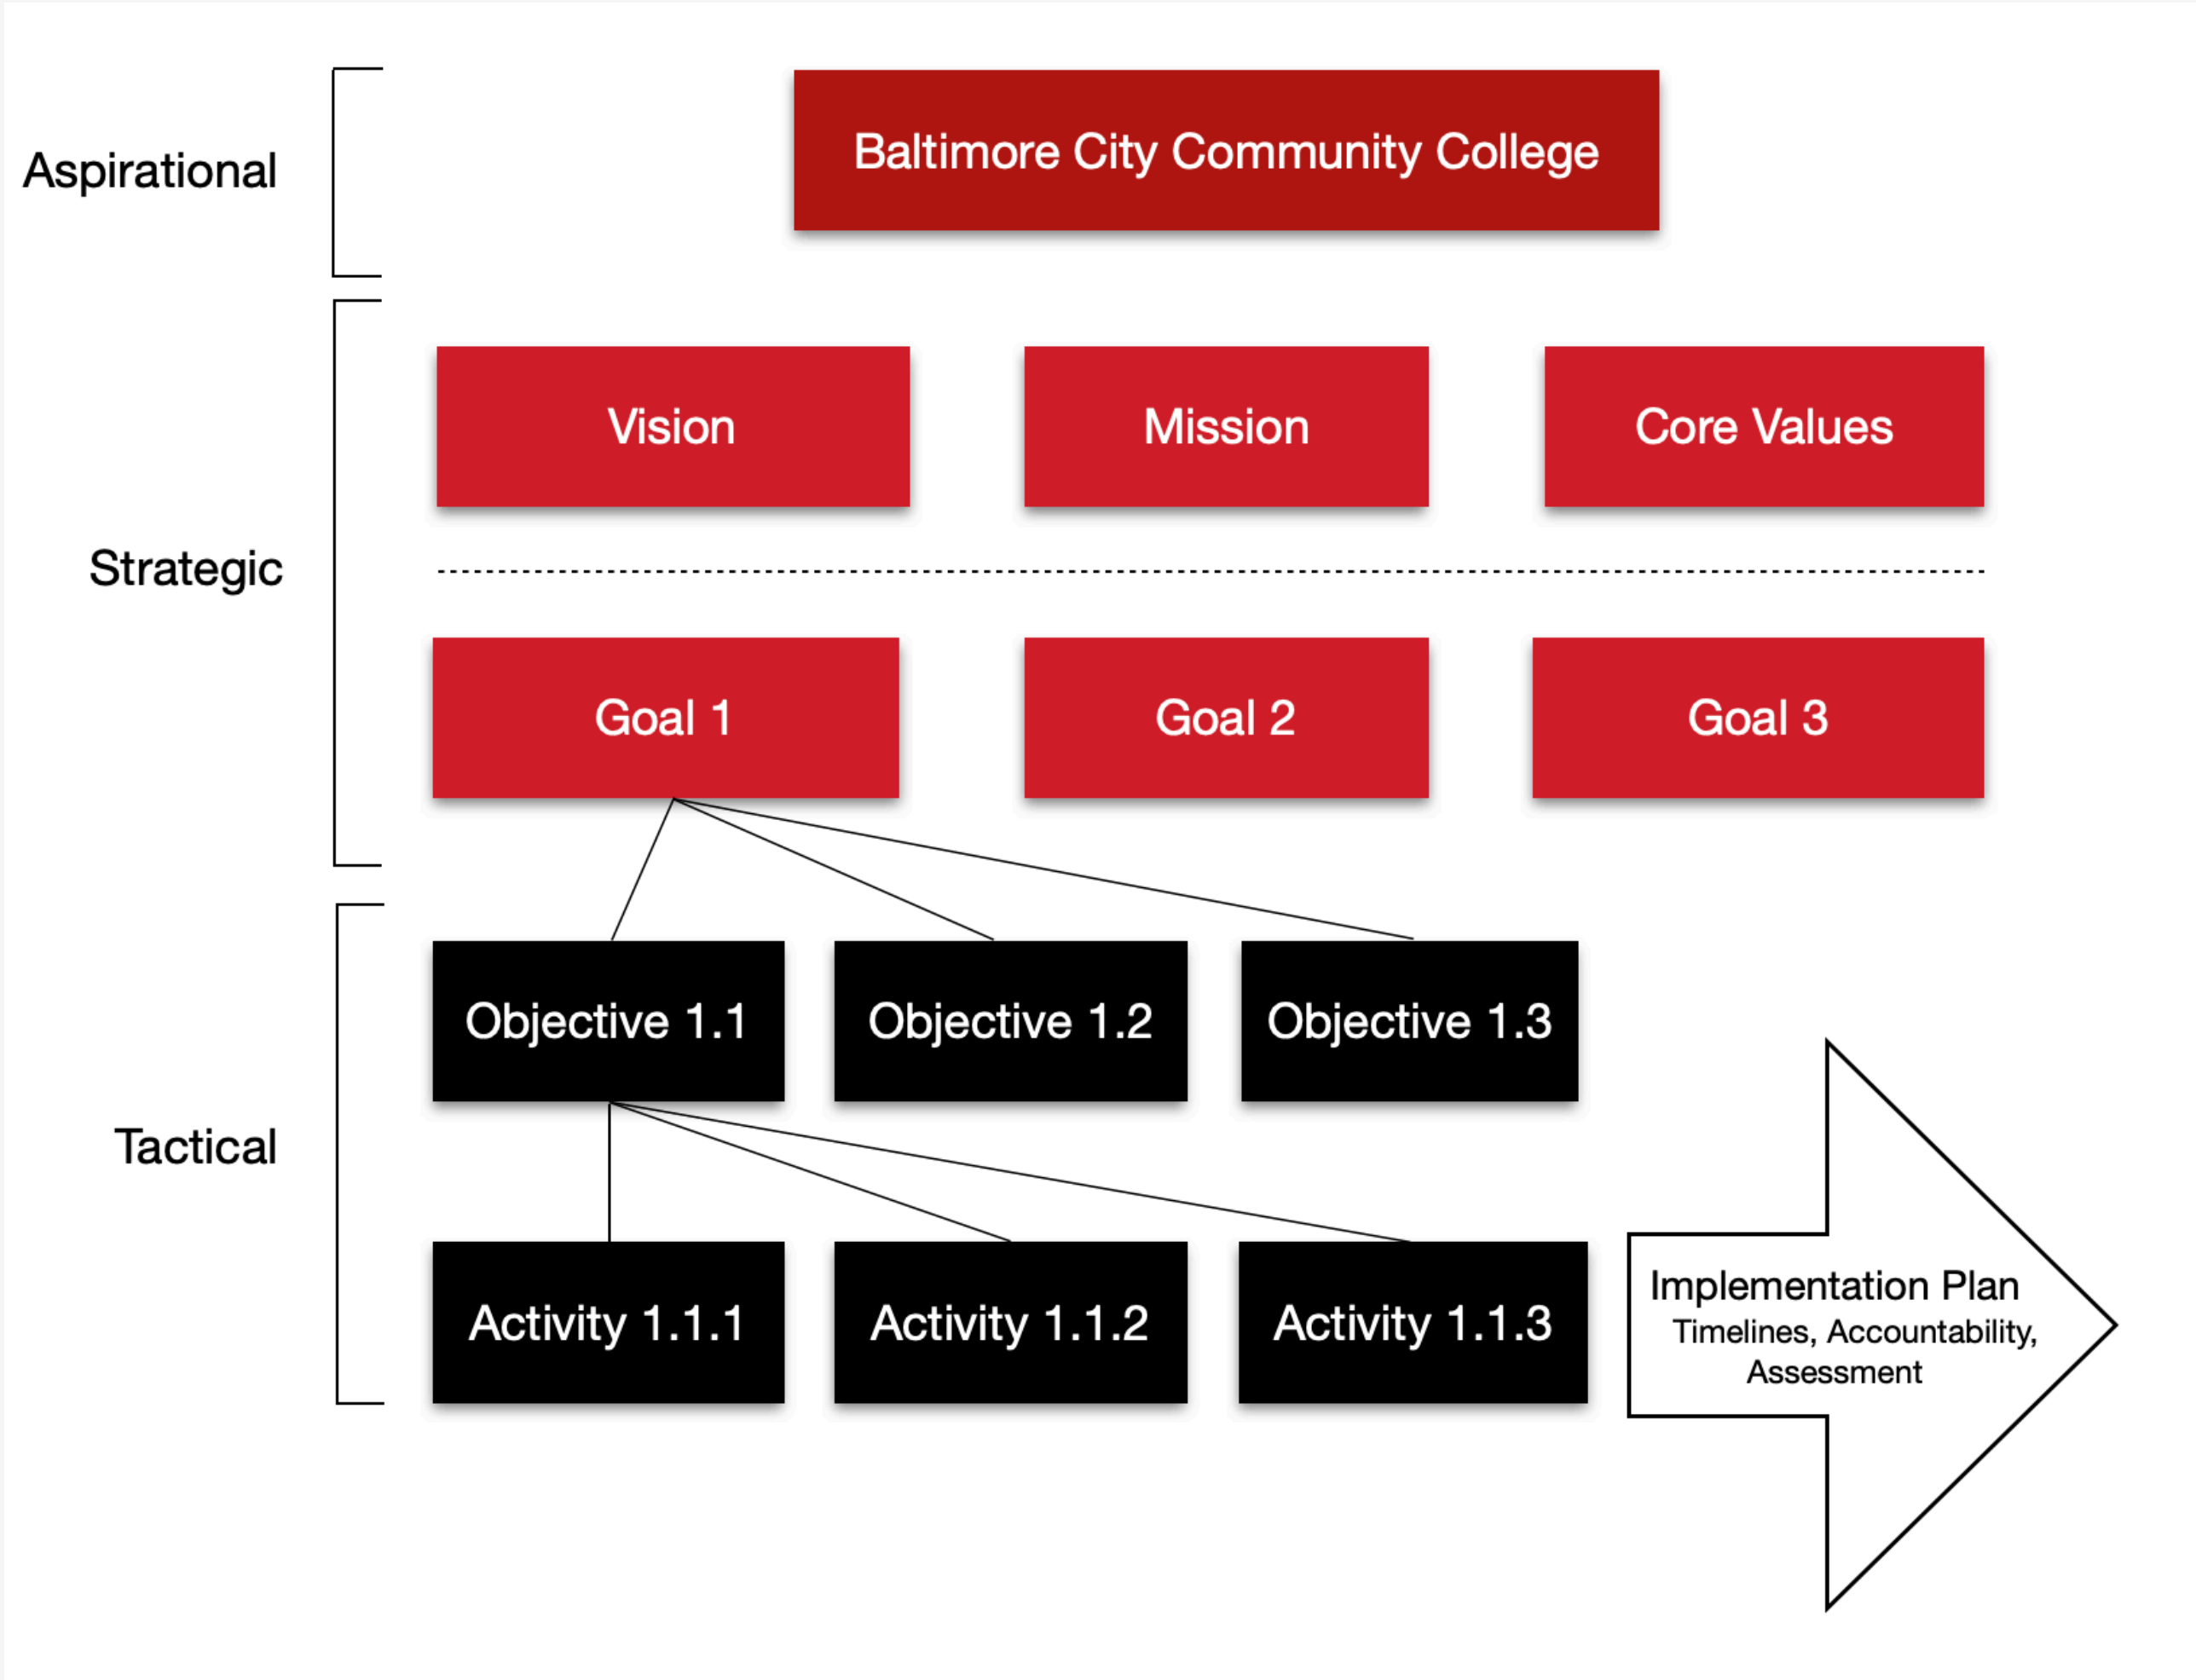 Aspirational
Baltimore City Community College
Strategic
Vision
Mission
Core Values
Goal 1
Goal 2
Goal 3
Tactical
Objective 1.1
Objective 1.2
Objective 1.3
Activity 1.1.1
Activity 1.1.2
Activity 1.1.3
Implementation Plan
Timelines, Accountability,
Assessment